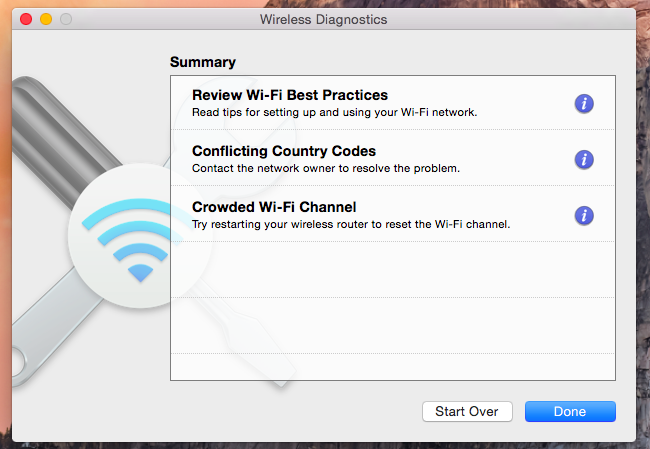 Wireless Diagnostics
Summary
Review Wi-Fi Best Practices
Read tips for setting up and using your Wi-Fi network.
Conflicting Country Codes
Contact the network owner to resolve the problem.
Crowded Wi-Fi Channel
Try restarting your wireless router to reset the Wi-Fi channel.
Start Over
Done